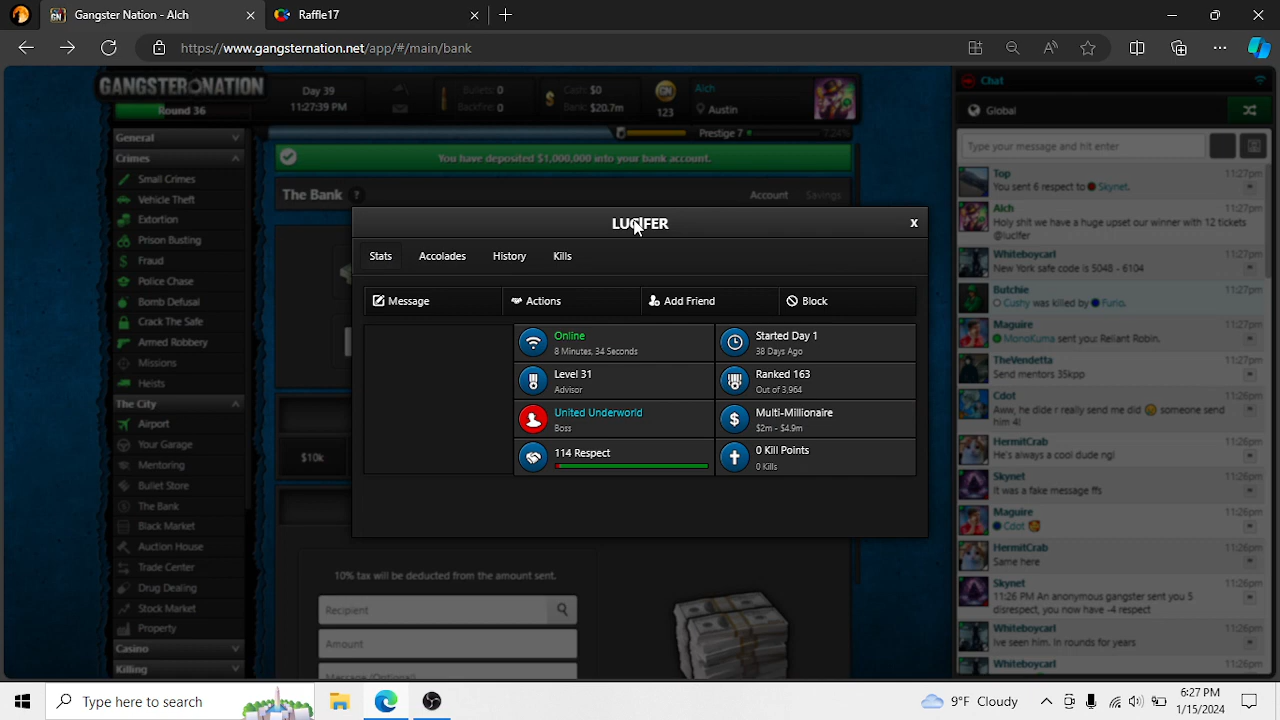 Gangster Nation - Alch
Raffle17
https://www.gangsternation.net/app/#/main/bank
GANGSTER NATION
Round 36
Day 39
11:27:39 PM
Bullets: 0
Backfire: 0
Cash: $0
Bank: $20.7m
GN
123
Alch
Austin
Prestige 7
7.24%
General
Crimes
Small Crimes
Vehicle Theft
Extortion
Prison Busting
Fraud
Police Chase
Bomb Defusal
Crack The Safe
Armed Robbery
Missions
Heists
The City
Airport
Your Garage
Mentoring
Bullet Store
The Bank
Black Market
Auction House
Trade Center
Drug Dealing
Stock Market
Property
Casino
Killing
You have deposited $1,000,000 into your bank account.
The Bank ?
Account
Savings
LUCIFER
x
Stats
Accolades
History
Kills
Message
Actions
Add Friend
Block
Online
8 Minutes, 34 Seconds
Started Day 1
38 Days Ago
Level 31
Advisor
Ranked 163
Out of 3,964
United Underworld
Boss
Multi-Millionaire
$2m - $4.9m
114 Respect
0 Kill Points
0 Kills
$10k
10% tax will be deducted from the amount sent.
Recipient
Amount
Message (Optional)
Chat
Global
Type your message and hit enter
Top
11:27pm
You sent 6 respect to Skynet.
Alch
11:27pm
Holy shit we have a huge upset our winner with 12 tickets
@lucifer
Whiteboycarl
11:27pm
New York safe code is 5048 - 6104
Butchie
11:27pm
Cushy was killed by Furio.
Maguire
11:27pm
MonoKuma sent you: Reliant Robin.
TheVendetta
11:27pm
Send mentors 35kpp
Cdot
11:27pm
Aww, he dide r really send me did someone send
him 4!
HermitCrab
11:27pm
He's always a cool dude ng!
Skynet
11:27pm
It was a fake message ffs
Maguire
11:26pm
Cdot
HermitCrab
11:26pm
Same here
Skynet
11:26pm
11:26 PM An anonymous gangster sent you 5
disrespect, you now have -4 respect
Whiteboycarl
11:26pm
Ive seen him. In rounds for years
Whiteboycarl
11:26pm
Type here to search
9°F Cloudy
6:27 PM
1/15/2024